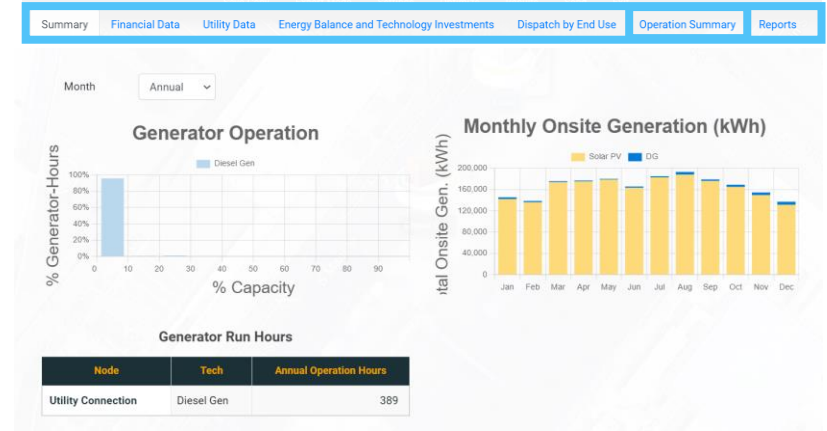 Summary Financial Data Utility Data Energy Balance and Technology Investments Dispatch by End Use Operation Summary Reports
Month Annual
Generator Operation
Diesel Gen
% Generator-Hours
100%
80%
60%
40%
20%
0%
0 10 20 30 40 50 60 70 80 90
% Capacity
Monthly Onsite Generation (kWh)
Solar PV DG
tal Onsite Gen. (kWh)
200,000
160,000
120,000
80,000
40,000
0
Jan Feb Mar Apr May Jun Jul Aug Sep Oct Nov Dec
Generator Run Hours
Node Tech Annual Operation Hours
Utility Connection Diesel Gen 389